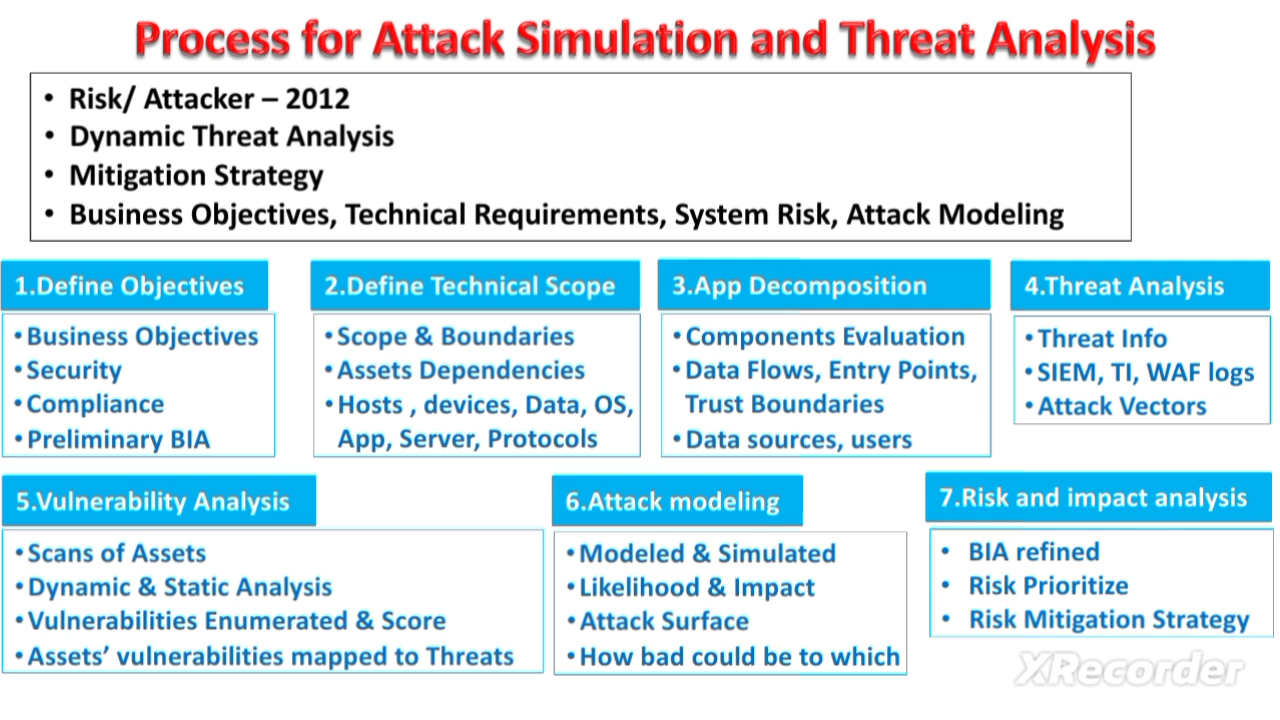 Process for Attack Simulation and Threat Analysis
• Risk/ Attacker – 2012
• Dynamic Threat Analysis
• Mitigation Strategy
• Business Objectives, Technical Requirements, System Risk, Attack Modeling
1.Define Objectives
• Business Objectives
• Security
• Compliance
• Preliminary BIA
2.Define Technical Scope
• Scope & Boundaries
• Assets Dependencies
• Hosts , devices, Data, OS,
App, Server, Protocols
3.App Decomposition
• Components Evaluation
• Data Flows, Entry Points,
Trust Boundaries
• Data sources, users
4.Threat Analysis
• Threat Info
• SIEM, TI, WAF logs
• Attack Vectors
5.Vulnerability Analysis
• Scans of Assets
• Dynamic & Static Analysis
• Vulnerabilities Enumerated & Score
• Assets’ vulnerabilities mapped to Threats
6.Attack modeling
• Modeled & Simulated
• Likelihood & Impact
• Attack Surface
• How bad could be to which
7.Risk and impact analysis
• BIA refined
• Risk Prioritize
• Risk Mitigation Strategy
XRecorder